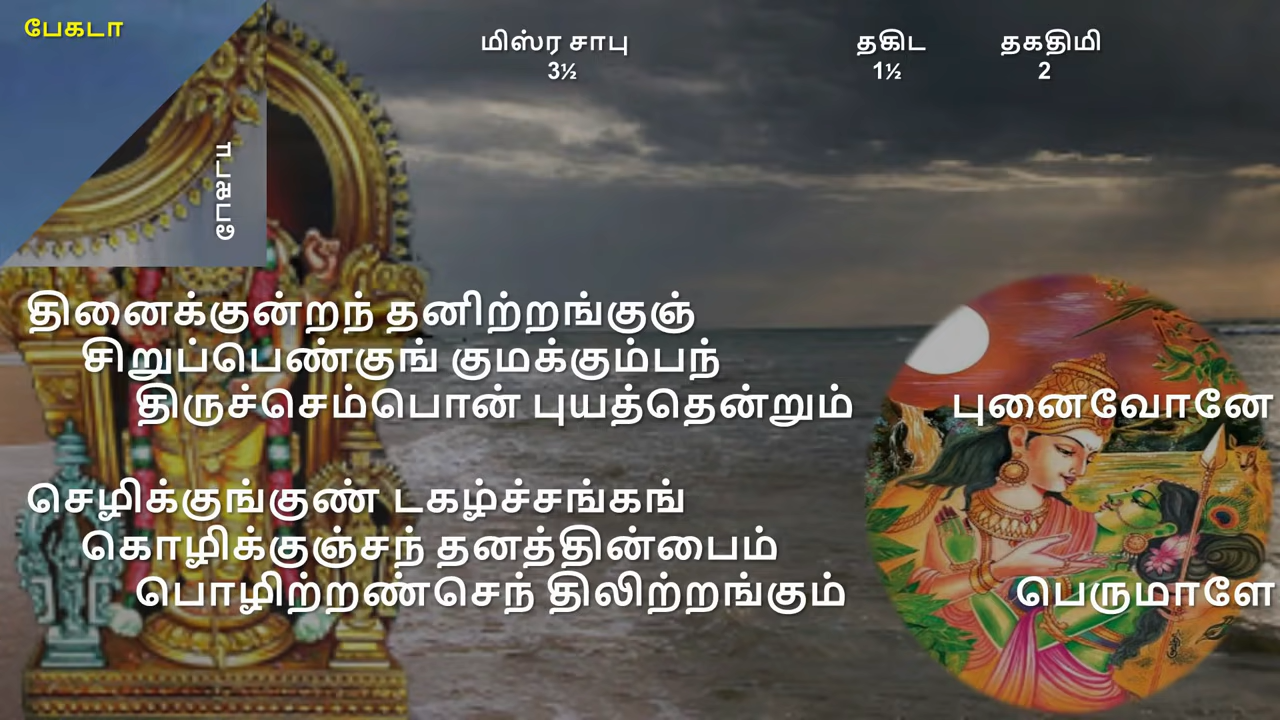 பேகடா
மிஸ்ர சாபு தகிட தகதிமி
3½ 1½ 2
பேகடா
தினைக்குன்றந் தனிற்றங்குஞ்
சிறுப்பெண்குங் குமக்கும்பந்
திருச்செம்பொன் புயத்தென்றும் புனைவோனே
செழிக்குங்குண் டகழ்ச்சங்கங்
கொழிக்குஞ்சந் தனத்தின்பைம்
பொழிற்றண்செந் திலிற்றங்கும் பெருமாளே